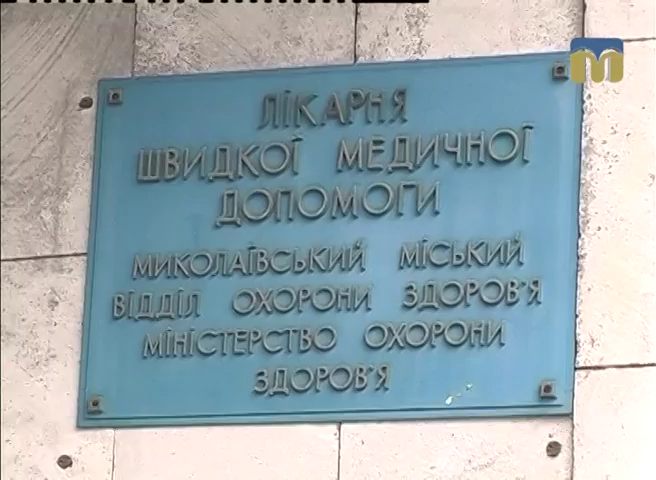 ЛІКАРНЯ
ШВИДКОЇ МЕДИЧНОЇ
ДОПОМОГИ
МИКОЛАЇВСЬКИЙ МІСЬКИЙ
ВІДДІЛ ОХОРОНИ ЗДОРОВ'Я
МІНІСТЕРСТВО ОХОРОНИ
ЗДОРОВ'Я